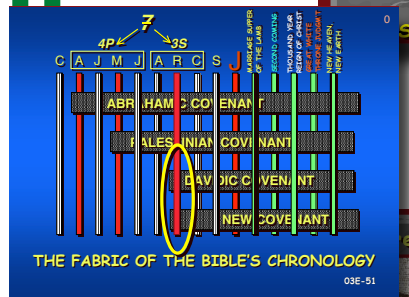 0
7
4P 3S
C A J M J A R C S J
MARRIAGE SUPPER
OF THE LAMB
SECOND COMING
THOUSAND YEAR
REIGN OF CHRIST
GREAT WHITE
THRONE JUDGM'T
NEW HEAVEN,
NEW EARTH
ABRAHAMIC COVENANT
PALESTINIAN COVENANT
DAVIDIC COVENANT
NEW COVENANT
THE FABRIC OF THE BIBLE'S CHRONOLOGY
03E-51